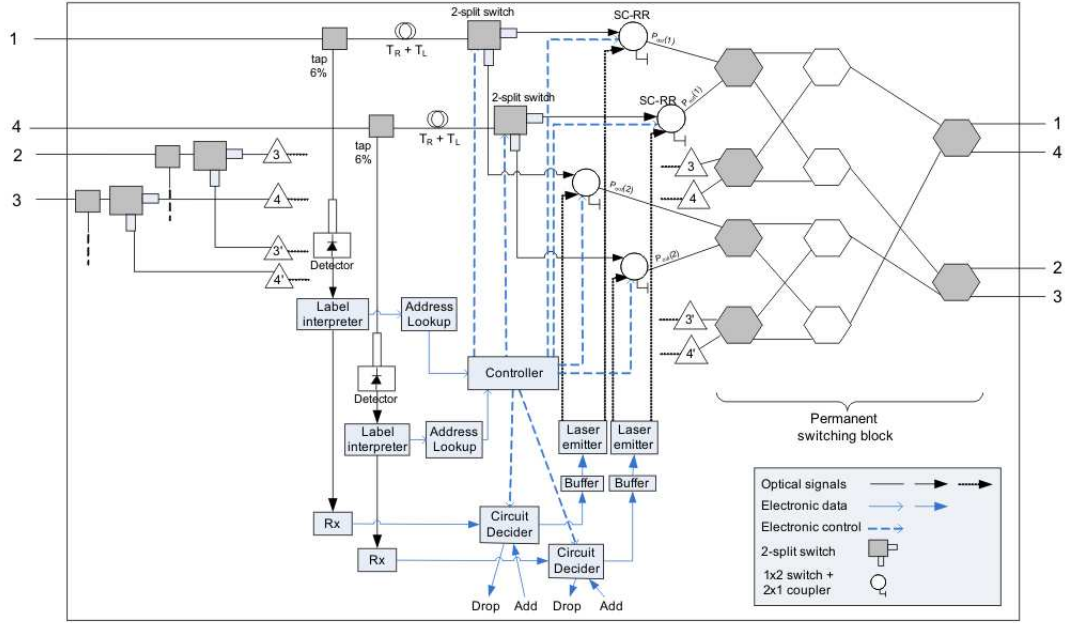 2-split switch
SC-RR
1
tap
6%
T_R + T_L
P_out(1)
2-split switch
SC-RR
P_out(1)
4
tap
6%
T_R + T_L
1
4
2
3
3
4
3
4
P_out(2)
3'
4'
Detector
P_out(2)
2
3
Label
interpreter
Address
Lookup
3'
4'
Controller
Detector
Label
interpreter
Address
Lookup
Laser
emitter
Laser
emitter
Permanent
switching block
Buffer
Buffer
Rx
Circuit
Decider
Rx
Circuit
Decider
Drop
Add
Drop
Add
Optical signals
Electronic data
Electronic control
2-split switch
1x2 switch +
2x1 coupler